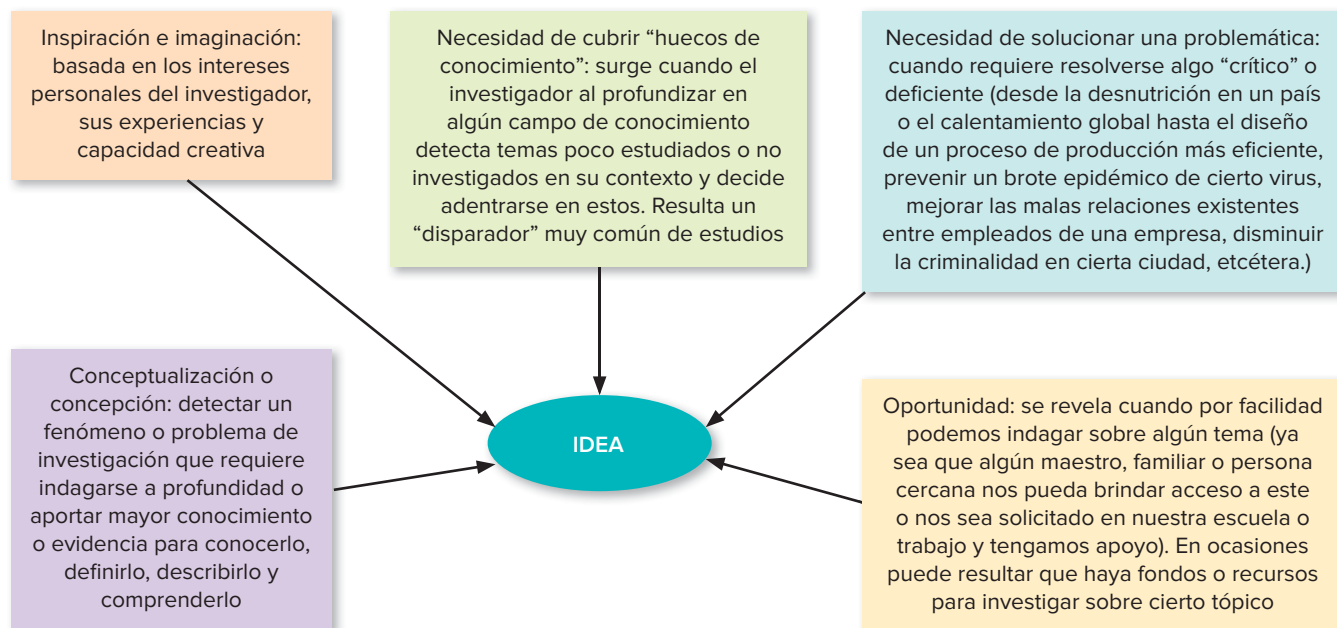 Inspiración e imaginación:
basada en los intereses
personales del investigador,
sus experiencias y
capacidad creativa
Necesidad de cubrir “huecos de
conocimiento”: surge cuando el
investigador al profundizar en
algún campo de conocimiento
detecta temas poco estudiados o no
investigados en su contexto y decide
adentrarse en estos. Resulta un
“disparador” muy común de estudios
Necesidad de solucionar una problemática:
cuando requiere resolverse algo “crítico” o
deficiente (desde la desnutrición en un país
o el calentamiento global hasta el diseño
de un proceso de producción más eficiente,
prevenir un brote epidémico de cierto virus,
mejorar las malas relaciones existentes
entre empleados de una empresa, disminuir
la criminalidad en cierta ciudad, etcétera.)
Conceptualización o
concepción: detectar un
fenómeno o problema de
investigación que requiere
indagarse a profundidad o
aportar mayor conocimiento
o evidencia para conocerlo,
definirlo, describirlo y
comprenderlo
IDEA
Oportunidad: se revela cuando por facilidad
podemos indagar sobre algún tema (ya
sea que algún maestro, familiar o persona
cercana nos pueda brindar acceso a este
o nos sea solicitado en nuestra escuela o
trabajo y tengamos apoyo). En ocasiones
puede resultar que haya fondos o recursos
para investigar sobre cierto tópico